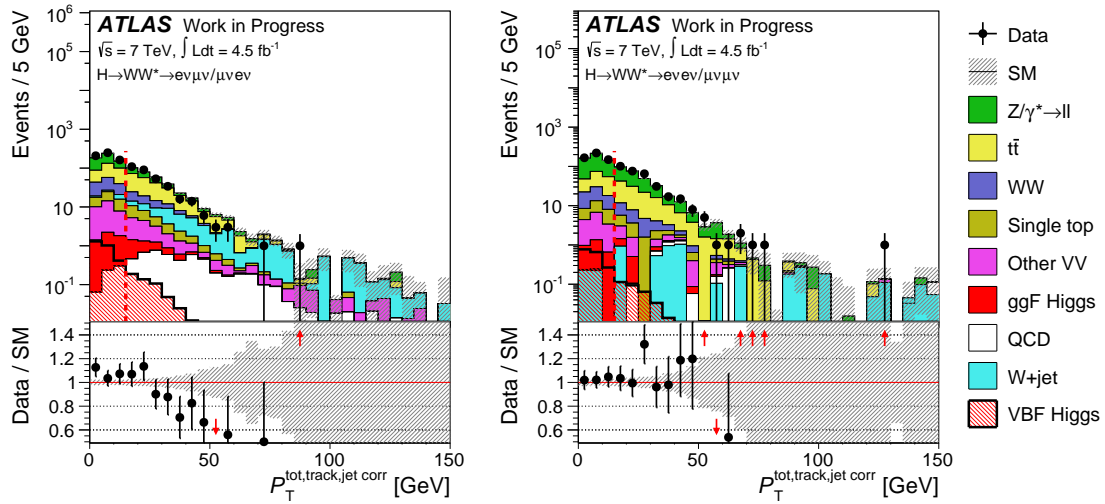 ATLAS Work in Progress
√s = 7 TeV, ∫ Ldt = 4.5 fb⁻¹
H→WW*→eνμν/μνeν
Events / 5 GeV
10⁶
10⁵
10³
10
10⁻¹
Data / SM
1.4
1.2
1
0.8
0.6
0 50 100 150
P_T^tot,track,jet corr [GeV]
ATLAS Work in Progress
√s = 7 TeV, ∫ Ldt = 4.5 fb⁻¹
H→WW*→eνeν/μνμν
Events / 5 GeV
10⁵
10³
10
10⁻¹
Data / SM
1.4
1.2
1
0.8
0.6
0 50 100 150
P_T^tot,track,jet corr [GeV]
Data
SM
Z/γ*→ll
tt̄
WW
Single top
Other VV
ggF Higgs
QCD
W+jet
VBF Higgs